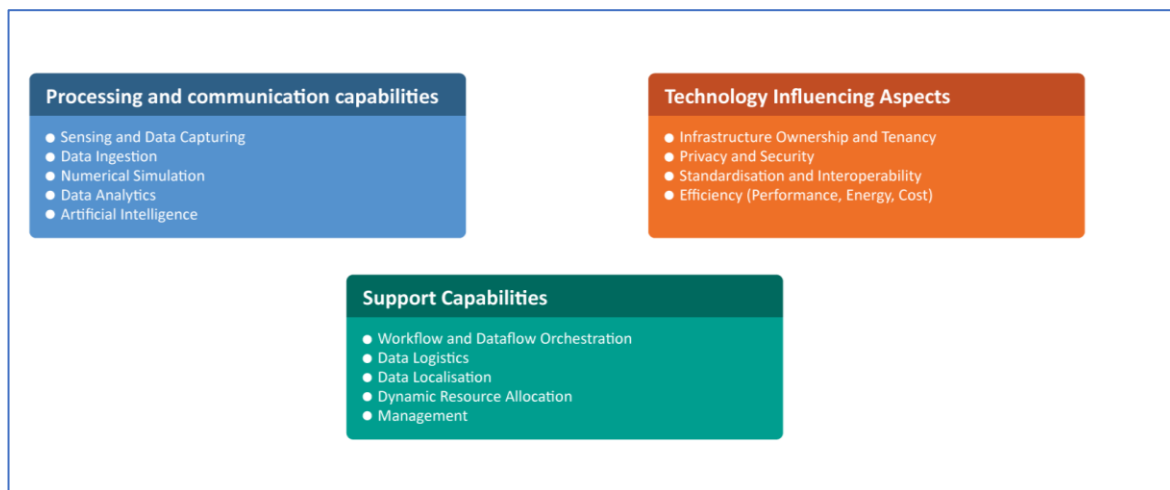 Processing and communication capabilities
Sensing and Data Capturing
Data Ingestion
Numerical Simulation
Data Analytics
Artificial Intelligence
Technology Influencing Aspects
Infrastructure Ownership and Tenancy
Privacy and Security
Standardisation and Interoperability
Efficiency (Performance, Energy, Cost)
Support Capabilities
Workflow and Dataflow Orchestration
Data Logistics
Data Localisation
Dynamic Resource Allocation
Management